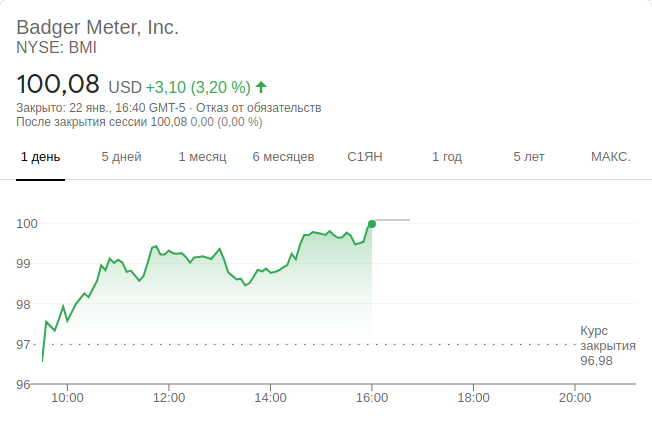 Badger Meter, Inc.
NYSE: BMI
100,08 USD +3,10 (3,20 %)
Закрыто: 22 янв., 16:40 GMT-5 · Отказ от обязательств
После закрытия сессии 100,08 0,00 (0,00 %)
1 день 5 дней 1 месяц 6 месяцев С1ЯН 1 год 5 лет МАКС.
100
99
98
97
96
Курс
закрытия
96,98
10:00 12:00 14:00 16:00 18:00 20:00